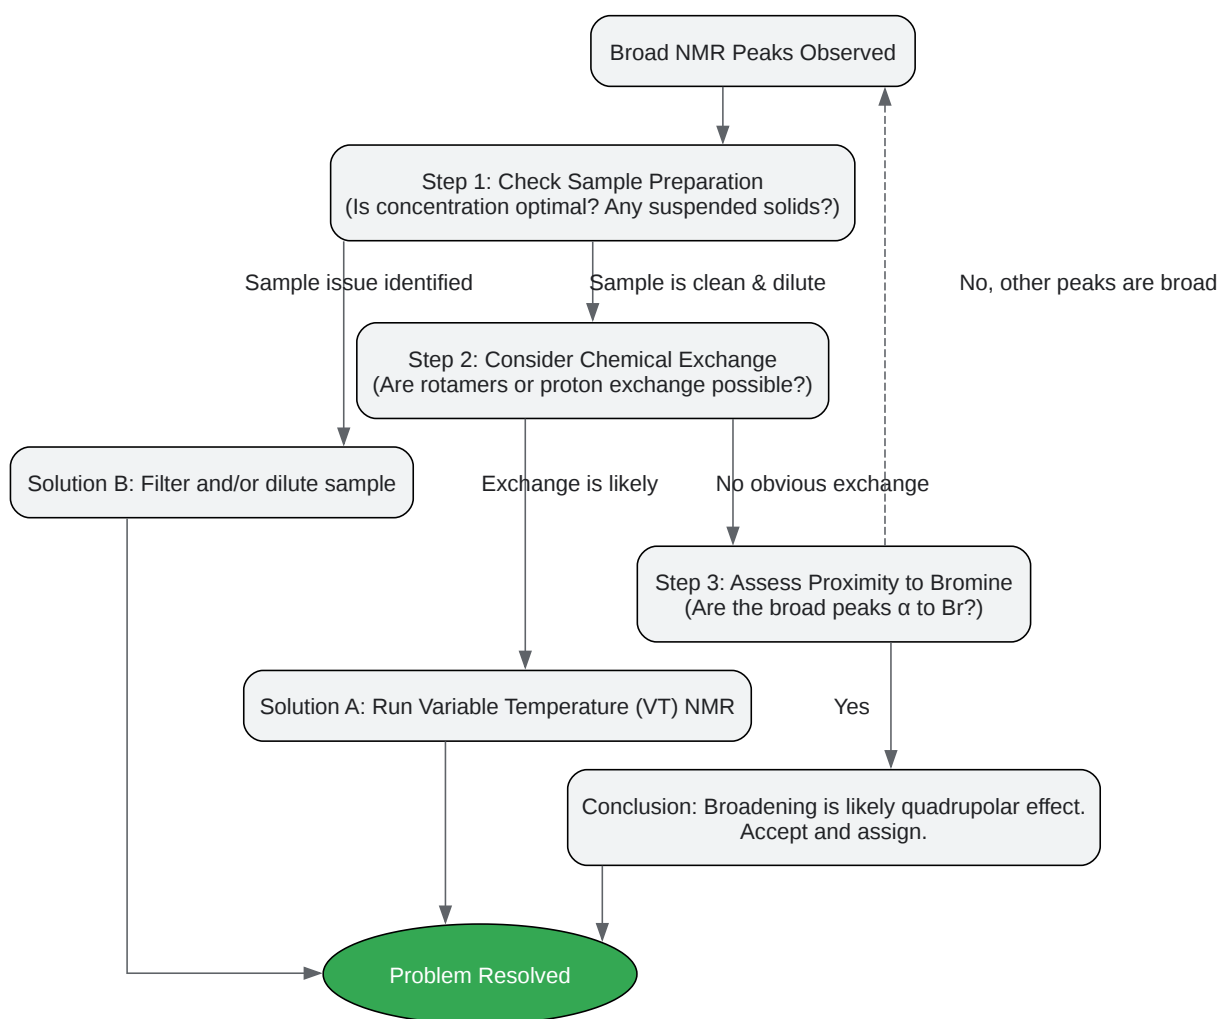 Broad NMR Peaks Observed
Step 1: Check Sample Preparation
(Is concentration optimal? Any suspended solids?)
Sample issue identified
Sample is clean & dilute
No, other peaks are broad
Step 2: Consider Chemical Exchange
(Are rotamers or proton exchange possible?)
Solution B: Filter and/or dilute sample
Exchange is likely
No obvious exchange
Step 3: Assess Proximity to Bromine
(Are the broad peaks α to Br?)
Solution A: Run Variable Temperature (VT) NMR
Yes
Conclusion: Broadening is likely quadrupolar effect.
Accept and assign.
Problem Resolved